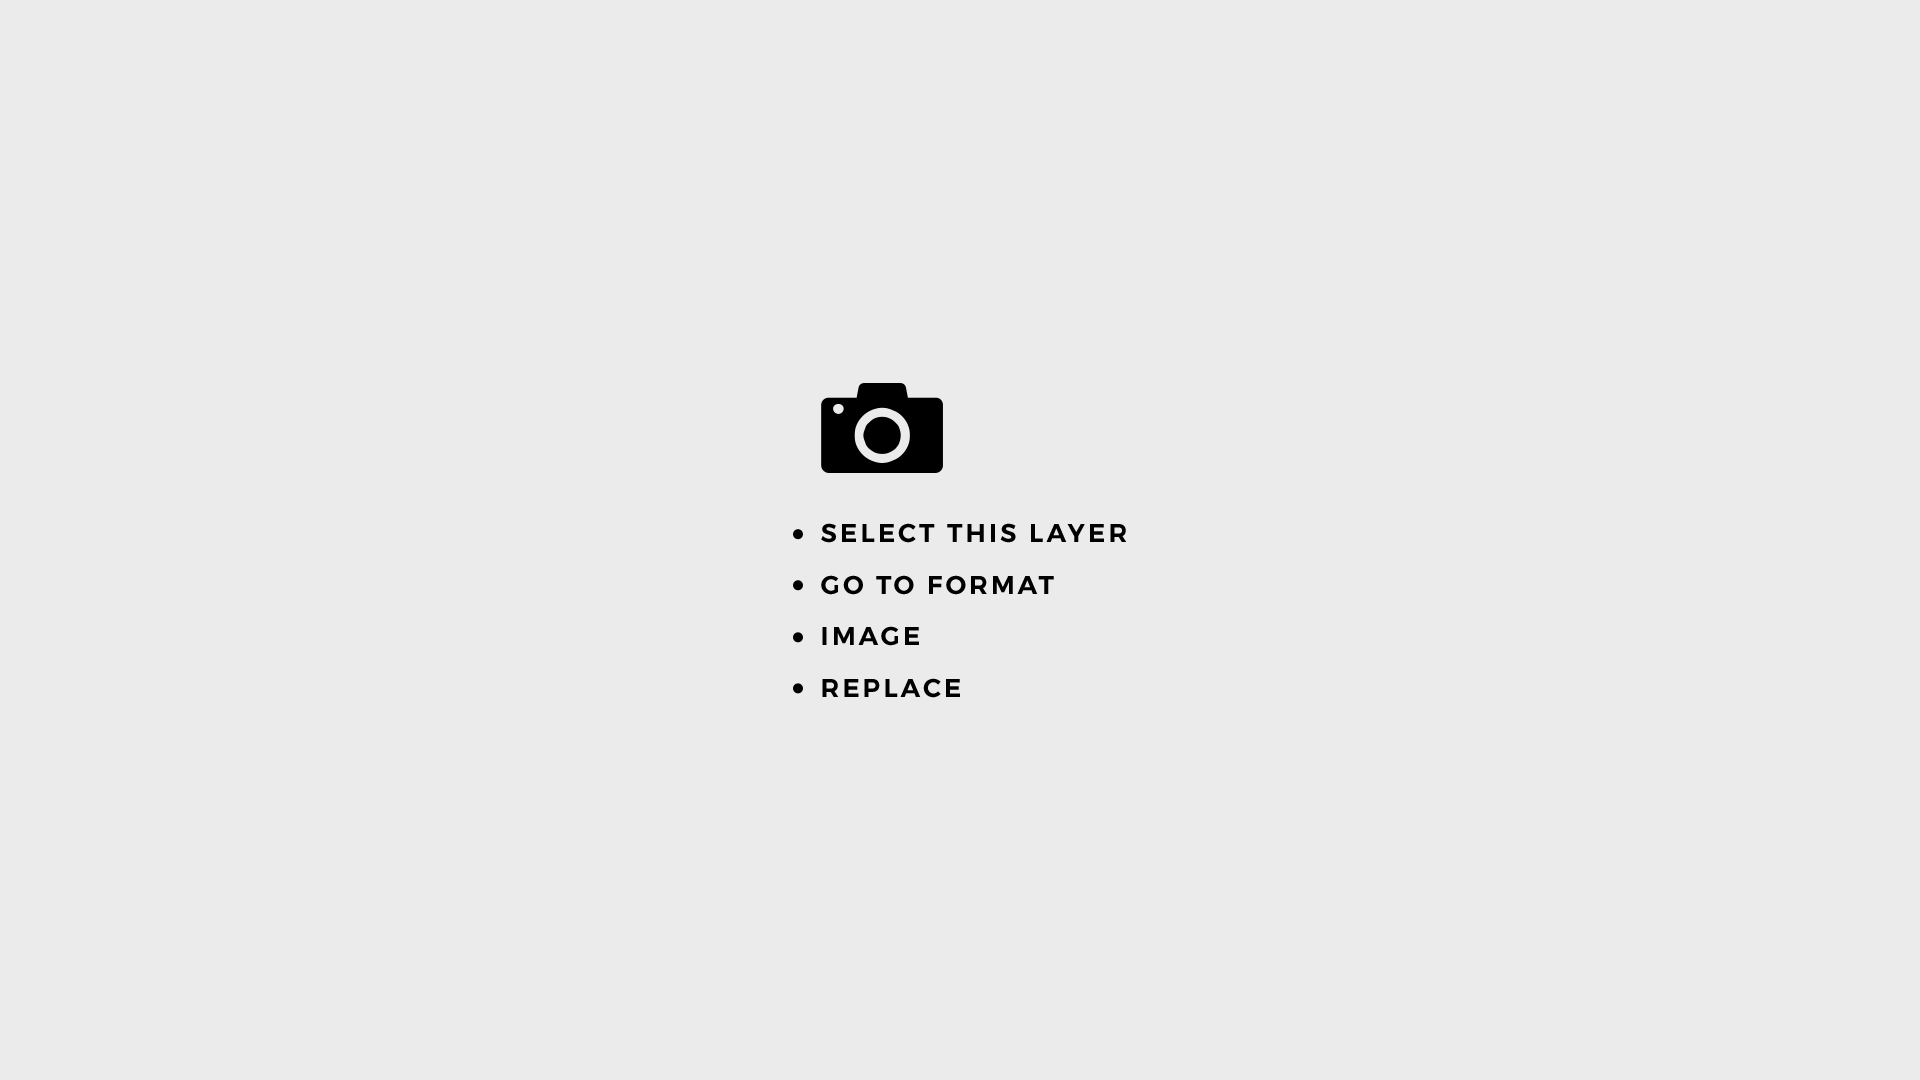 • SELECT THIS LAYER
• GO TO FORMAT
• IMAGE
• REPLACE